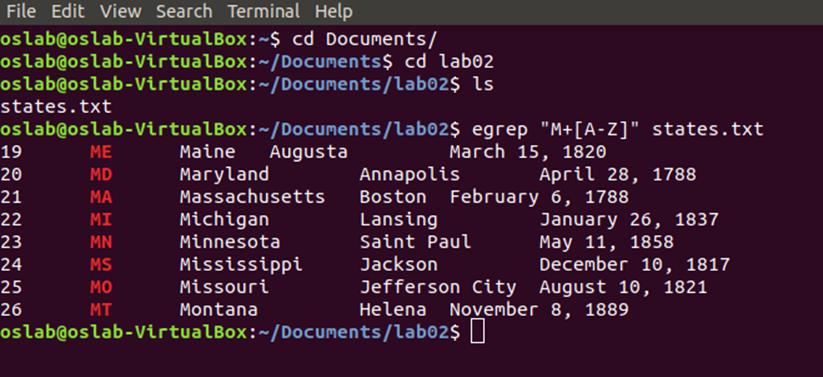 File Edit View Search Terminal Help
oslab@oslab-VirtualBox:~$ cd Documents/
oslab@oslab-VirtualBox:~/Documents$ cd lab02
oslab@oslab-VirtualBox:~/Documents/lab02$ ls
states.txt
oslab@oslab-VirtualBox:~/Documents/lab02$ egrep "M+[A-Z]" states.txt
19 ME Maine Augusta March 15, 1820
20 MD Maryland Annapolis April 28, 1788
21 MA Massachusetts Boston February 6, 1788
22 MI Michigan Lansing January 26, 1837
23 MN Minnesota Saint Paul May 11, 1858
24 MS Mississippi Jackson December 10, 1817
25 MO Missouri Jefferson City August 10, 1821
26 MT Montana Helena November 8, 1889
oslab@oslab-VirtualBox:~/Documents/lab02$